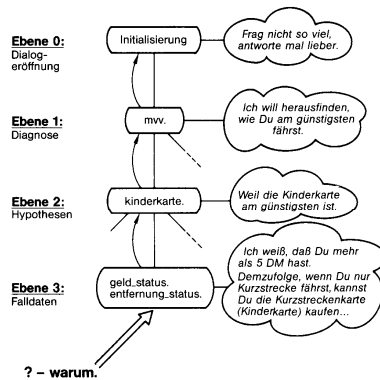 Ebene 0:
Dialog-
eröffnung
Initialisierung
Frag nicht so viel,
antworte mal lieber.
Ebene 1:
Diagnose
mvv.
Ich will herausfinden,
wie Du am günstigsten
fährst.
Ebene 2:
Hypothesen
kinderkarte.
Weil die Kinderkarte
am günstigsten ist.
Ebene 3:
Falldaten
geld_status.
entfernung_status.
Ich weiß, daß Du mehr
als 5 DM hast.
Demzufolge, wenn Du nur
Kurzstrecke fährst, kannst
Du die Kurzstreckenkarte
(Kinderkarte) kaufen...
? – warum.